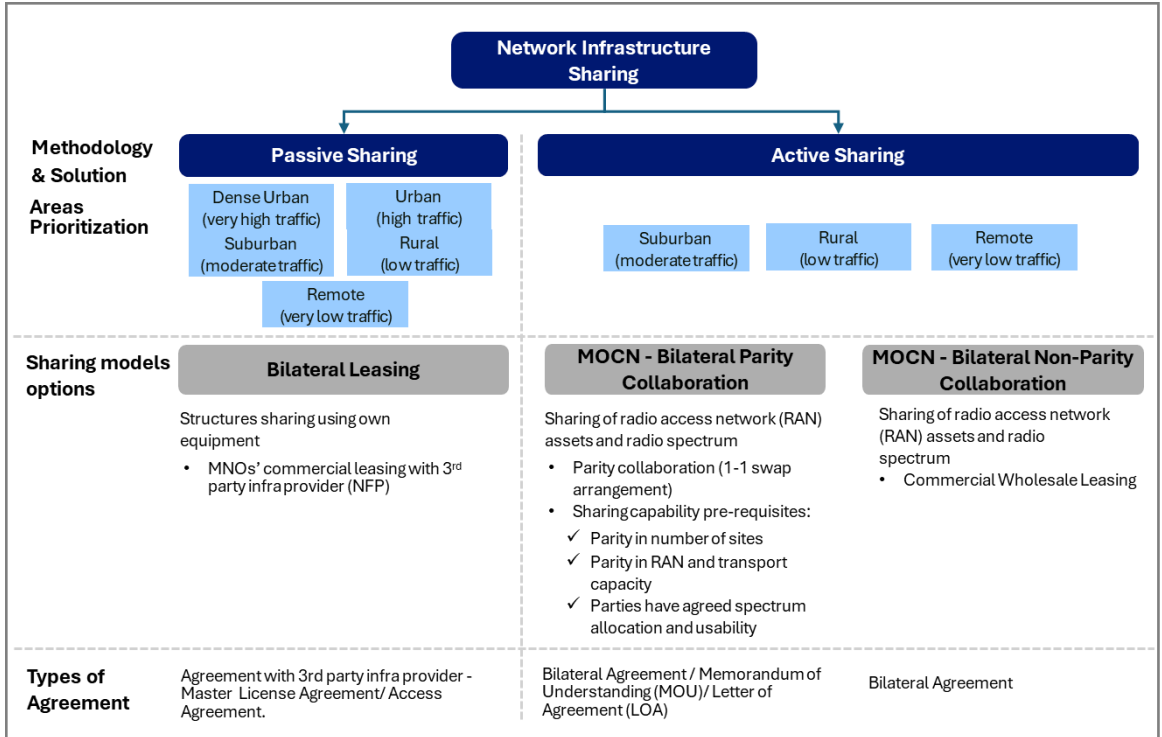 Network Infrastructure
Sharing
Methodology
& Solution
Passive Sharing
Active Sharing
Areas
Prioritization
Dense Urban
(very high traffic)
Urban
(high traffic)
Suburban
(moderate traffic)
Rural
(low traffic)
Remote
(very low traffic)
Suburban
(moderate traffic)
Rural
(low traffic)
Remote
(very low traffic)
Sharing models
options
Bilateral Leasing
MOCN - Bilateral Parity
Collaboration
MOCN - Bilateral Non-Parity
Collaboration
Structures sharing using own
equipment
• MNOs' commercial leasing with 3rd
party infra provider (NFP)
Sharing of radio access network (RAN)
assets and radio spectrum
• Parity collaboration (1-1 swap
arrangement)
• Sharing capability pre-requisites:
✓ Parity in number of sites
✓ Parity in RAN and transport
capacity
✓ Parties have agreed spectrum
allocation and usability
Sharing of radio access network
(RAN) assets and radio
spectrum
• Commercial Wholesale Leasing
Types of
Agreement
Agreement with 3rd party infra provider -
Master License Agreement/ Access
Agreement.
Bilateral Agreement / Memorandum of
Understanding (MOU)/ Letter of
Agreement (LOA)
Bilateral Agreement